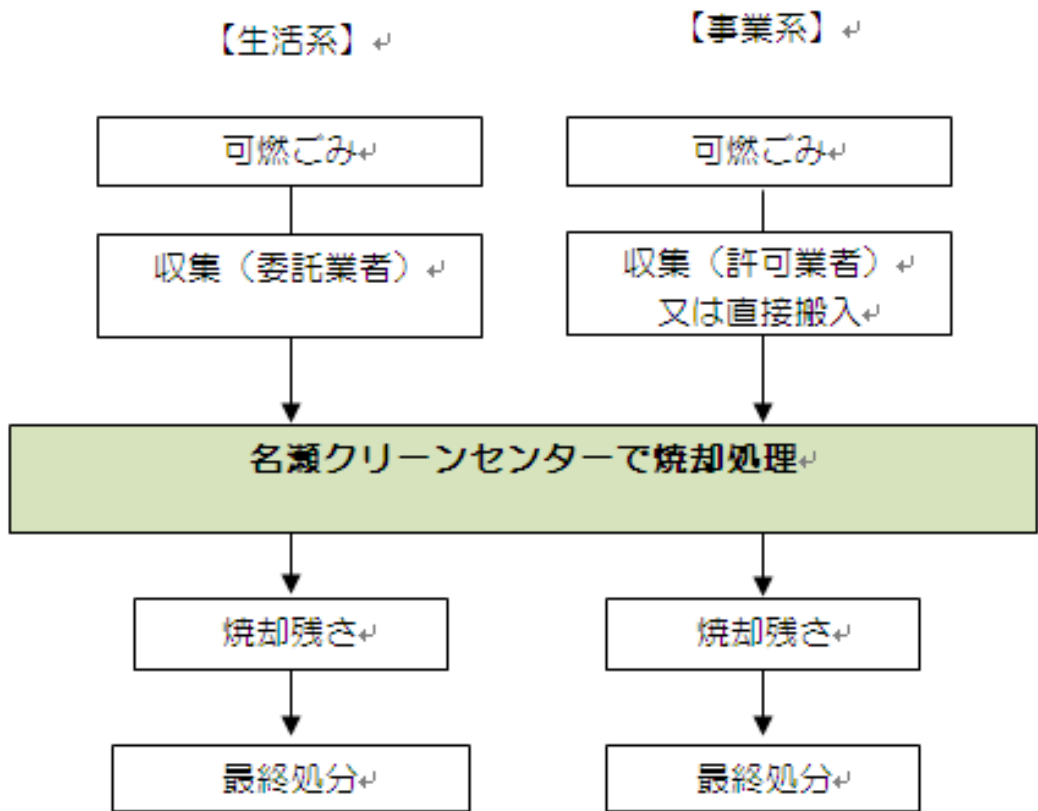 【生活系】
【事業系】
可燃ごみ
可燃ごみ
収集（委託業者）
収集（許可業者）
又は直接搬入
名瀬クリーンセンターで焼却処理
焼却残さ
焼却残さ
最終処分
最終処分